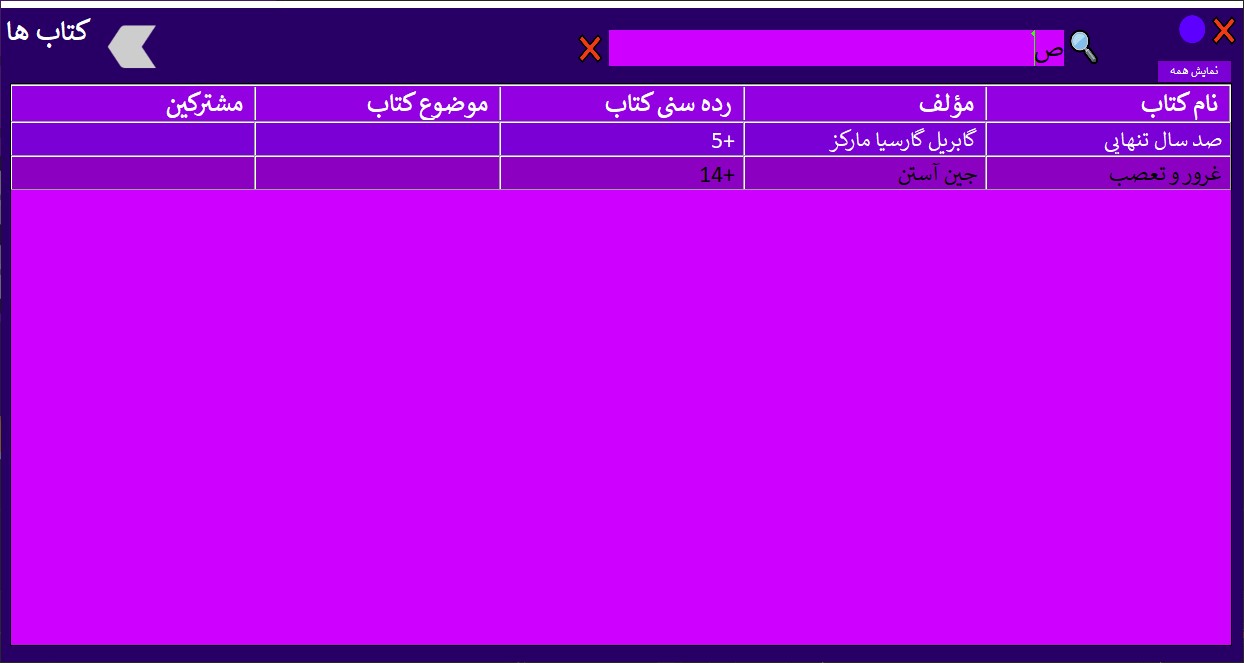 کتاب ها
ص
نمایش همه
نام کتاب مؤلف رده سنی کتاب موضوع کتاب مشترکین
صد سال تنهایی گابریل گارسیا مارکز 5+
غرور و تعصب جین آستن 14+